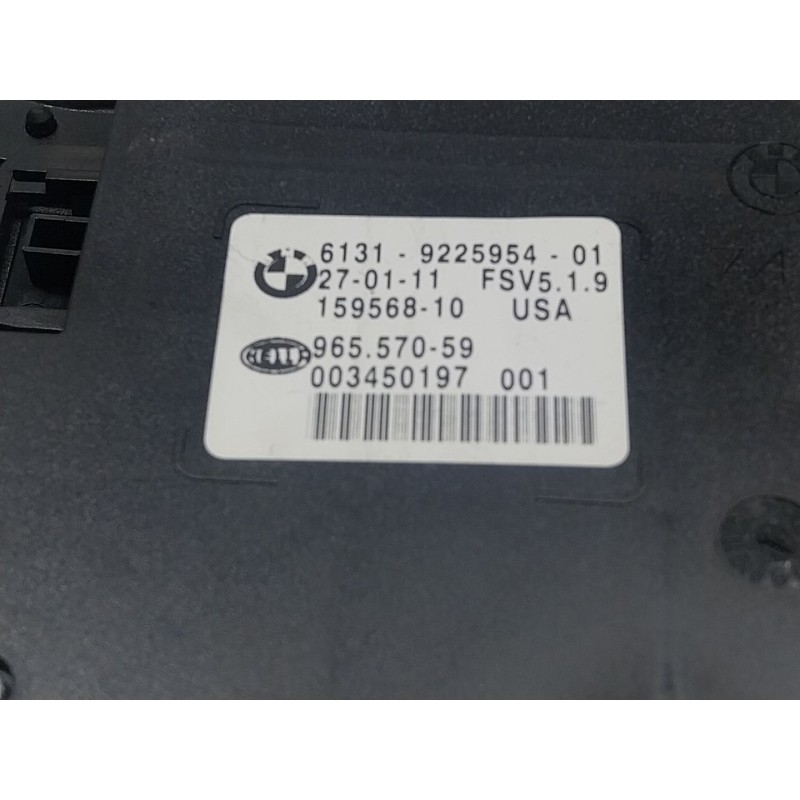 6131 - 9225954 - 01
27-01-11 FSV5.1.9
159568-10 USA
965.570-59
003450197 001